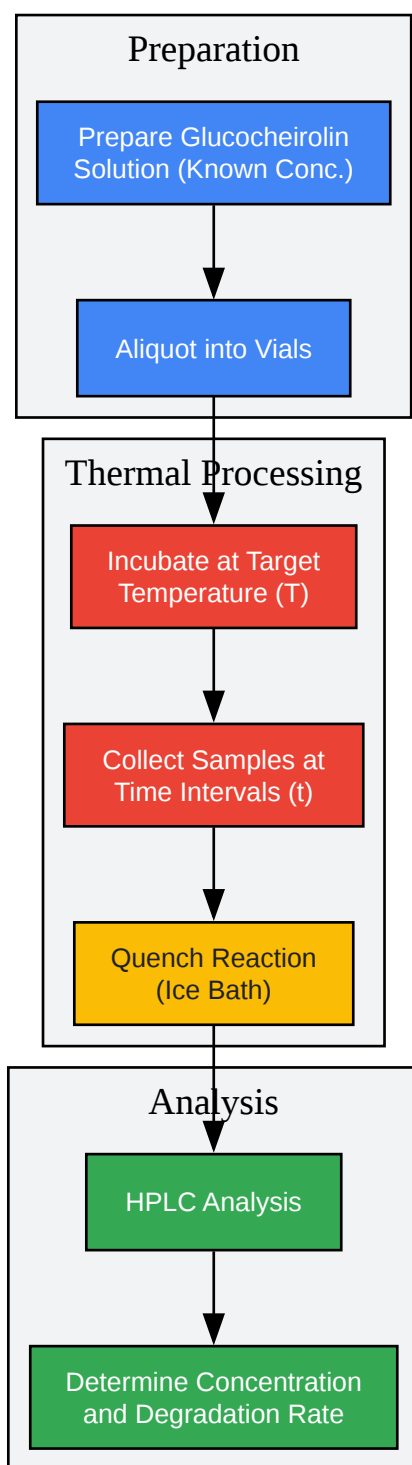 Preparation
Prepare Glucocheirolin
Solution (Known Conc.)
Aliquot into Vials
Thermal Processing
Incubate at Target
Temperature (T)
Collect Samples at
Time Intervals (t)
Quench Reaction
(Ice Bath)
Analysis
HPLC Analysis
Determine Concentration
and Degradation Rate